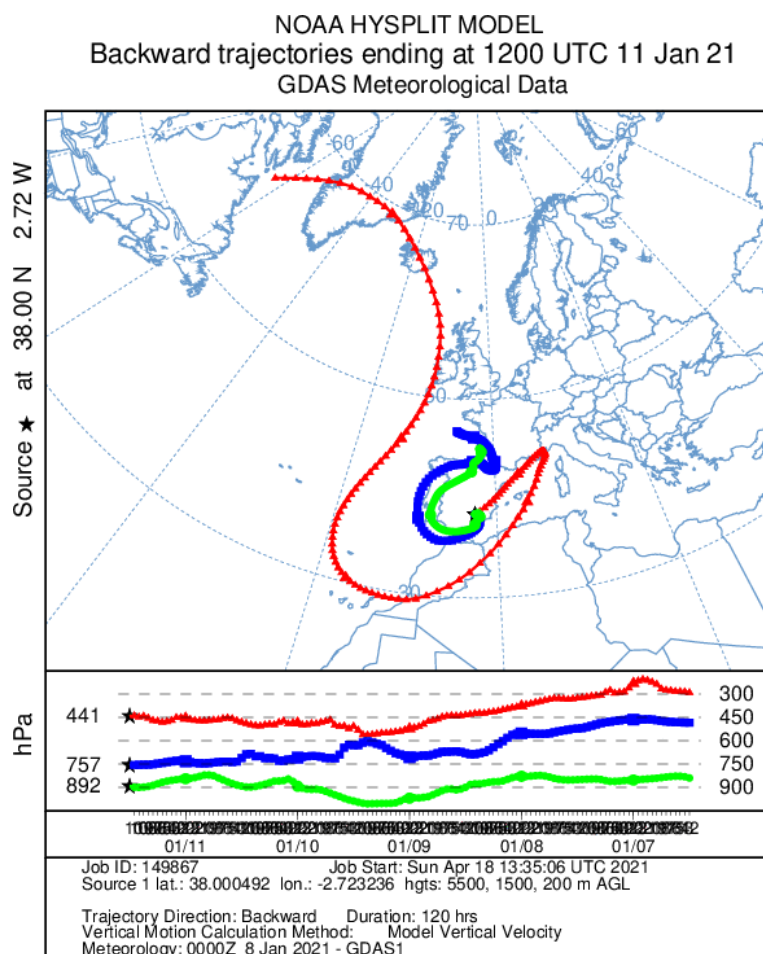 NOAA HYSPLIT MODEL
Backward trajectories ending at 1200 UTC 11 Jan 21
GDAS Meteorological Data
Source ★ at 38.00 N 2.72 W
60
40
20
70
0
20
40
60
30
hPa
441
757
892
300
450
600
750
900
01/11 01/10 01/09 01/08 01/07
Job ID: 149867 Job Start: Sun Apr 18 13:35:06 UTC 2021
Source 1 lat.: 38.000492 lon.: -2.723236 hgts: 5500, 1500, 200 m AGL
Trajectory Direction: Backward Duration: 120 hrs
Vertical Motion Calculation Method: Model Vertical Velocity
Meteorology: 0000Z 8 Jan 2021 - GDAS1